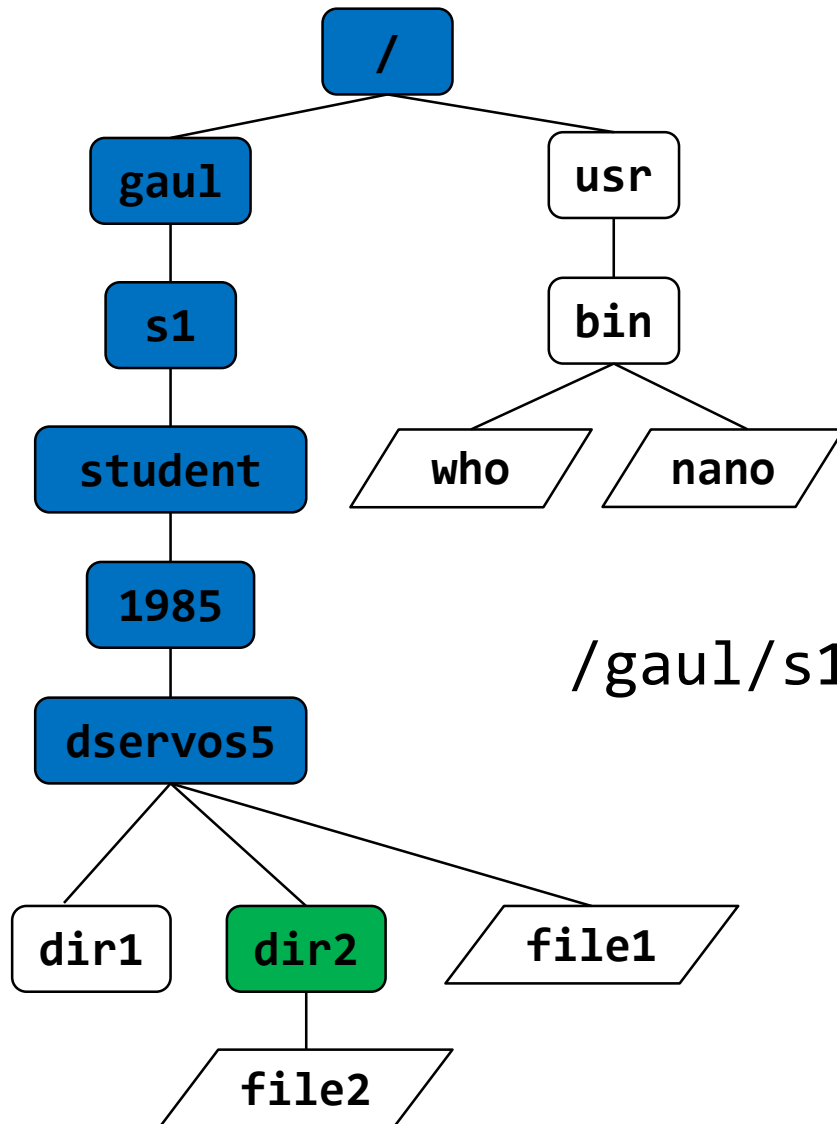 /
gaul usr
s1 bin
student who nano
1985
/gaul/s1
dservos5
dir1 dir2 file1
file2